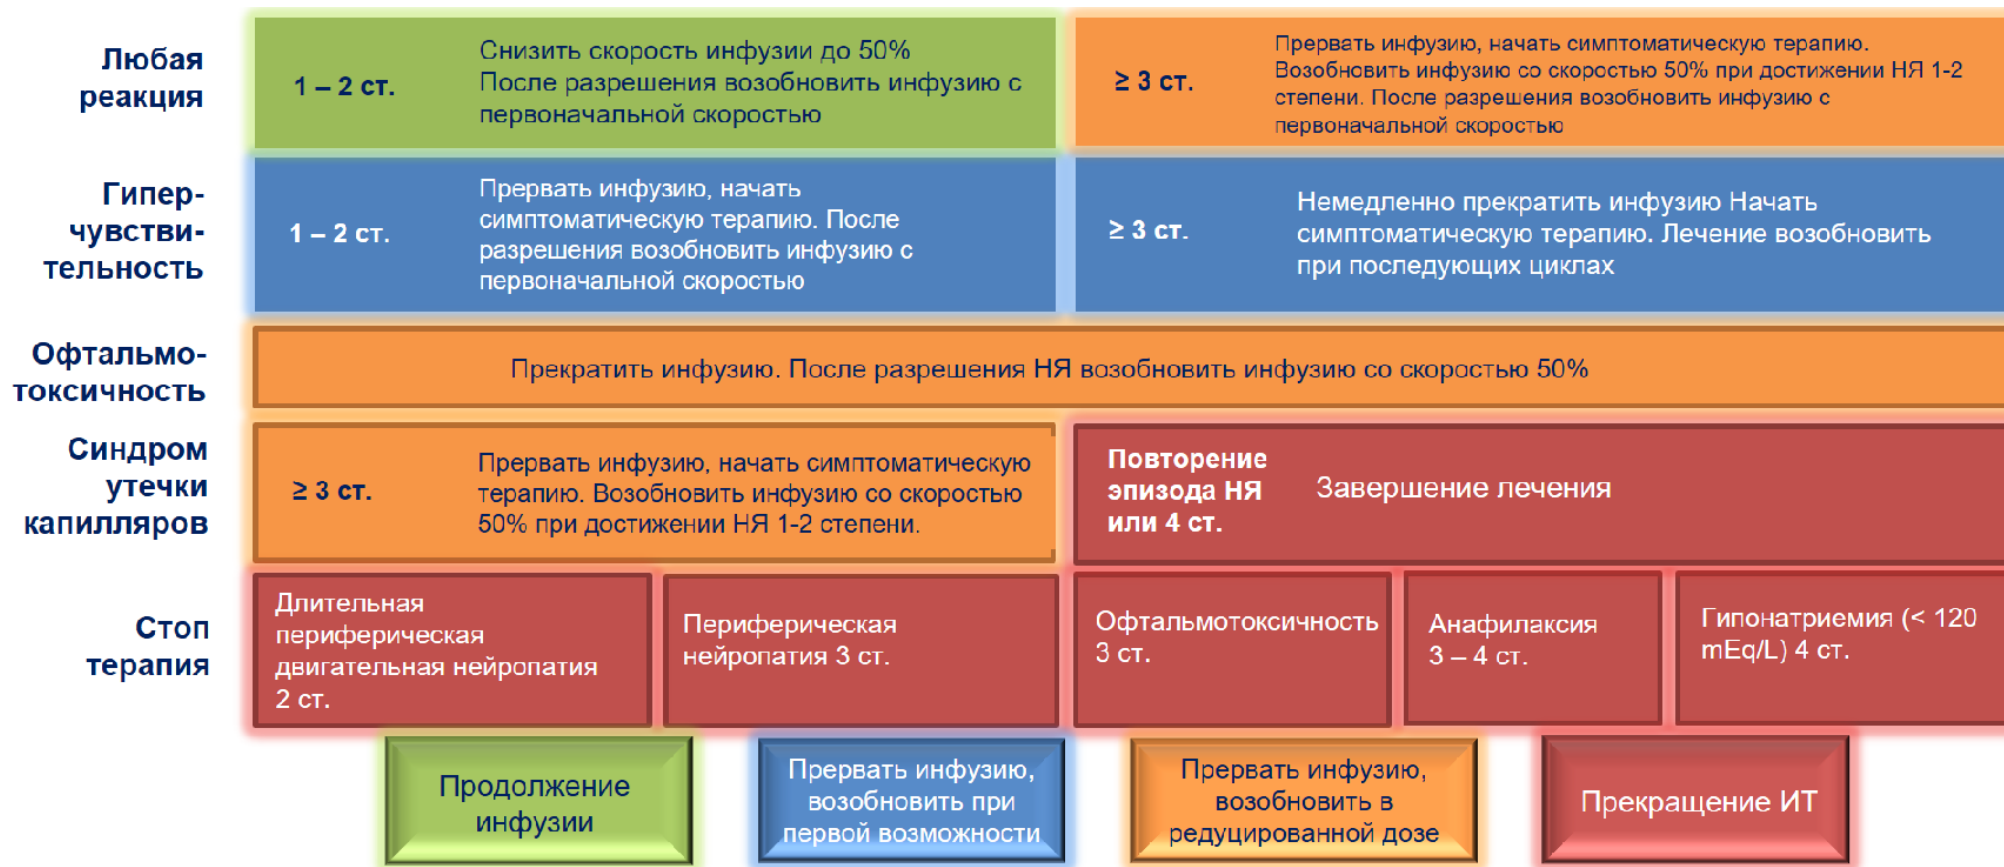 Любая
реакция
1 – 2 ст.
Снизить скорость инфузии до 50%
После разрешения возобновить инфузию с
первоначальной скоростью
≥ 3 ст.
Прервать инфузию, начать симптоматическую терапию.
Возобновить инфузию со скоростью 50% при достижении НЯ 1-2
степени. После разрешения возобновить инфузию с
первоначальной скоростью
Гипер-
чувстви-
тельность
1 – 2 ст.
Прервать инфузию, начать
симптоматическую терапию. После
разрешения возобновить инфузию с
первоначальной скоростью
≥ 3 ст.
Немедленно прекратить инфузию Начать
симптоматическую терапию. Лечение возобновить
при последующих циклах
Офтальмо-
токсичность
Прекратить инфузию. После разрешения НЯ возобновить инфузию со скоростью 50%
Синдром
утечки
капилляров
≥ 3 ст.
Прервать инфузию, начать симптоматическую
терапию. Возобновить инфузию со скоростью
50% при достижении НЯ 1-2 степени.
Повторение
эпизода НЯ
или 4 ст.
Завершение лечения
Стоп
терапия
Длительная
периферическая
двигательная нейропатия
2 ст.
Периферическая
нейропатия 3 ст.
Офтальмотоксичность
3 ст.
Анафилаксия
3 – 4 ст.
Гипонатриемия (< 120
mEq/L) 4 ст.
Продолжение
инфузии
Прервать инфузию,
возобновить при
первой возможности
Прервать инфузию,
возобновить в
редуцированной дозе
Прекращение ИТ